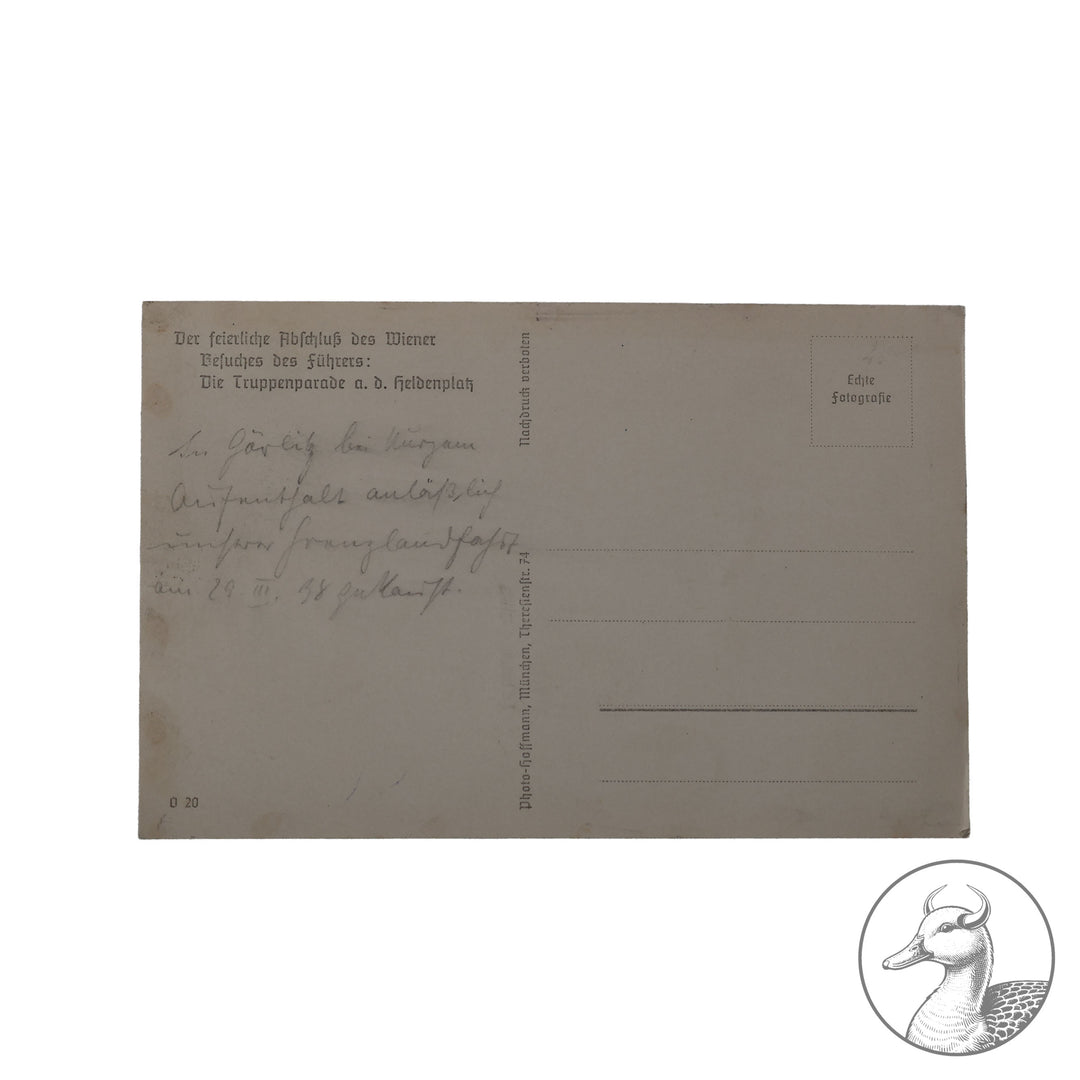 Der feierliche Abschluß des Wiener
Besuches des Führers:
Die Truppenparade a. d. Heldenplatz
In Görlitz bei kurzem
Aufenthalt anläßlich
unserer Grenzlandfahrt
am 29. III. 38 gekauft.
O 20
Nachdruck verboten
Photo-Hoffmann, München, Theresienstr. 74
Echte
Fotografie